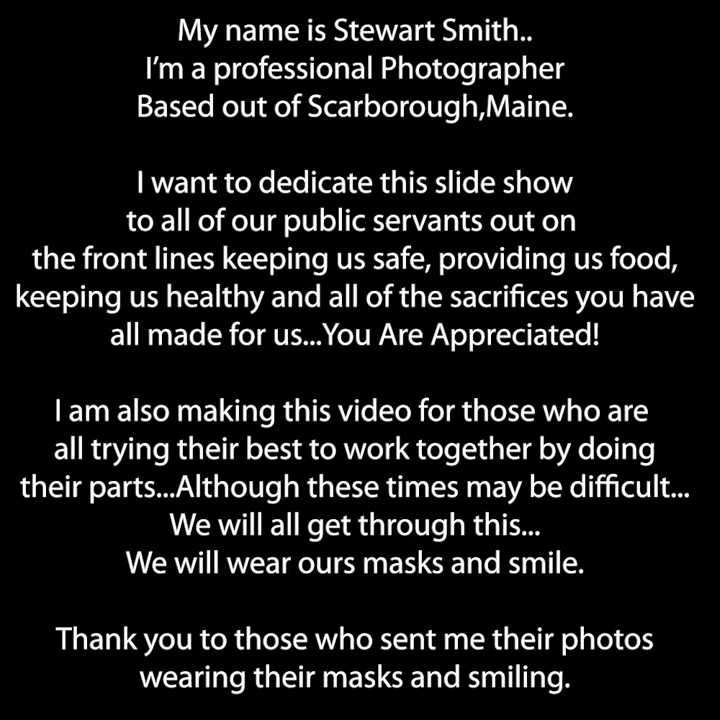 My name is Stewart Smith..
I'm a professional Photographer
Based out of Scarborough,Maine.
I want to dedicate this slide show
to all of our public servants out on
the front lines keeping us safe, providing us food,
keeping us healthy and all of the sacrifices you have
all made for us...You Are Appreciated!
I am also making this video for those who are
all trying their best to work together by doing
their parts...Although these times may be difficult...
We will all get through this...
We will wear ours masks and smile.
Thank you to those who sent me their photos
wearing their masks and smiling.